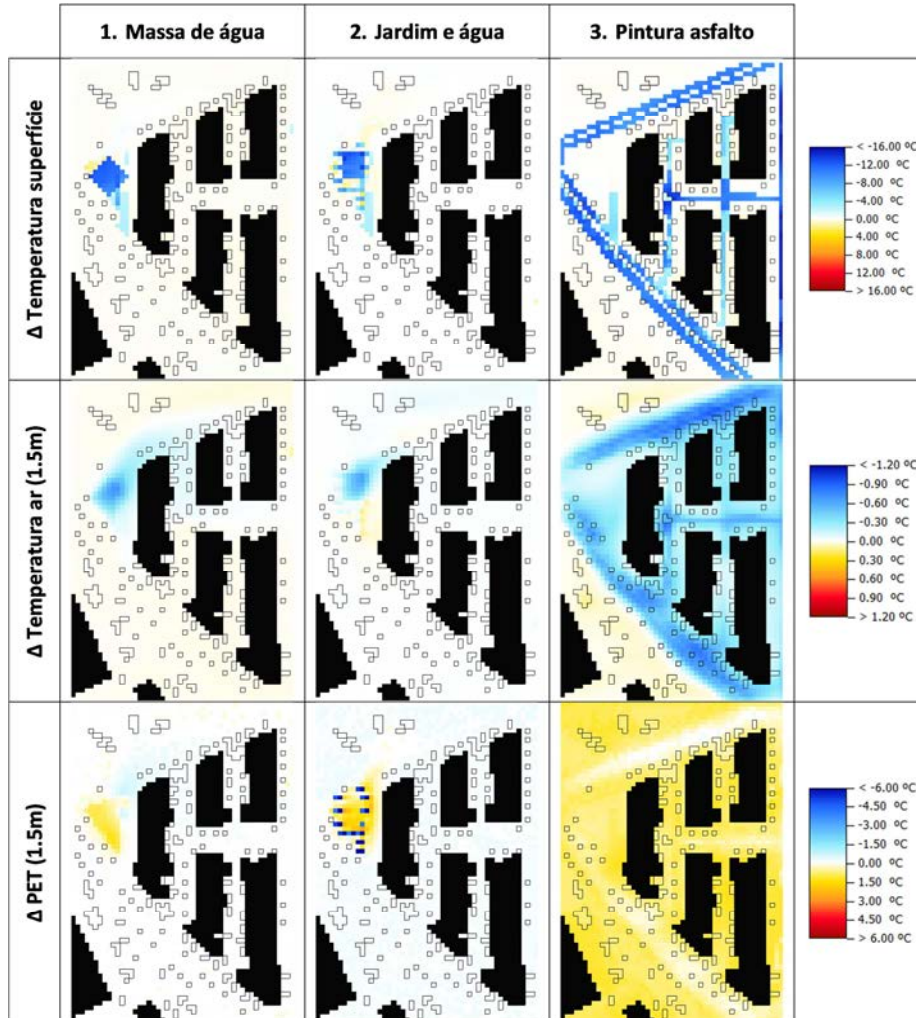 1. Massa de água
2. Jardim e água
3. Pintura asfalto
Δ Temperatura superfície
< -16.00 ºC
-12.00 ºC
-8.00 ºC
-4.00 ºC
0.00 ºC
4.00 ºC
8.00 ºC
12.00 ºC
> 16.00 ºC
Δ Temperatura ar (1.5m)
< -1.20 ºC
-0.90 ºC
-0.60 ºC
-0.30 ºC
0.00 ºC
0.30 ºC
0.60 ºC
0.90 ºC
> 1.20 ºC
Δ PET (1.5m)
< -6.00 ºC
-4.50 ºC
-3.00 ºC
-1.50 ºC
0.00 ºC
1.50 ºC
3.00 ºC
4.50 ºC
> 6.00 ºC